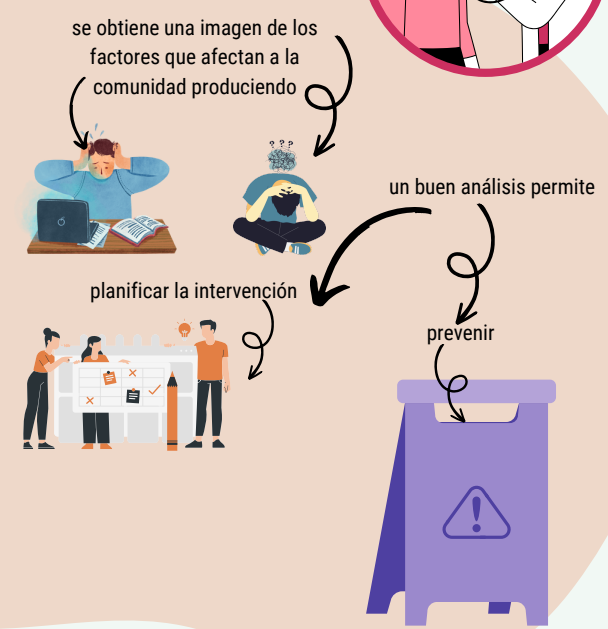 se obtiene una imagen de los
factores que afectan a la
comunidad produciendo
? ? ?
un buen análisis permite
planificar la intervención
prevenir
!